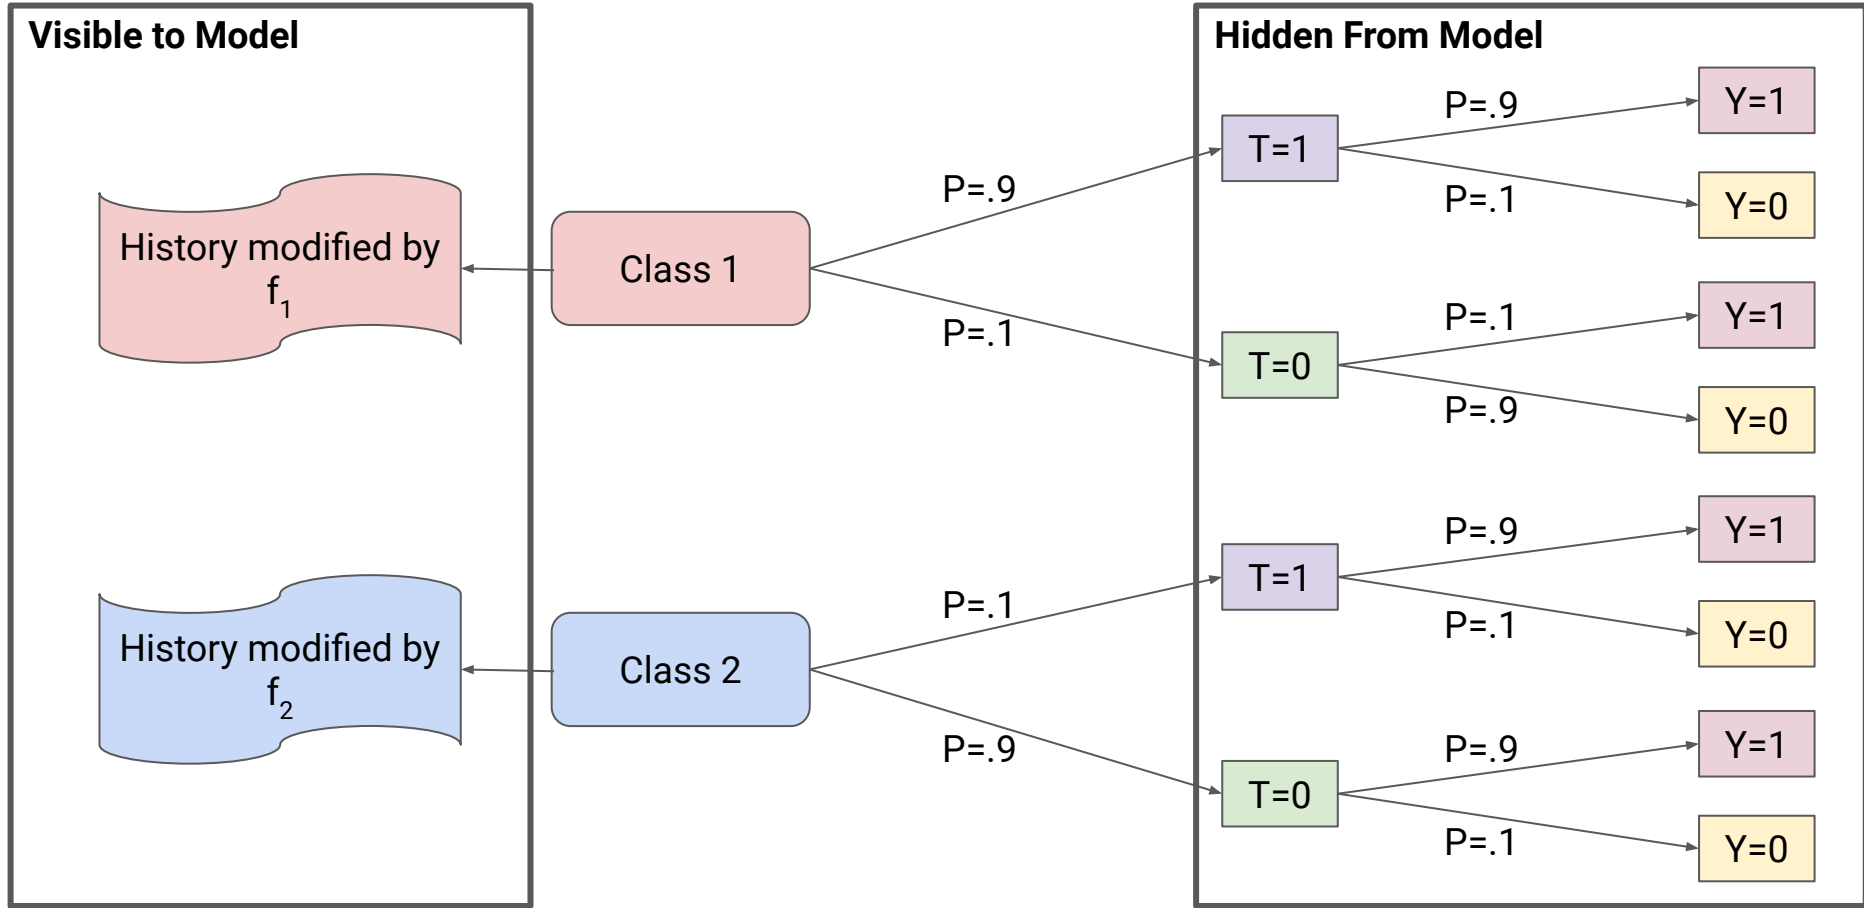 Visible to Model
Hidden From Model
History modified by
f1
Class 1
P=.9
P=.1
T=1
P=.9
P=.1
Y=1
Y=0
T=0
P=.1
P=.9
Y=1
Y=0
History modified by
f2
Class 2
P=.1
P=.9
T=1
P=.9
P=.1
Y=1
Y=0
T=0
P=.9
P=.1
Y=1
Y=0